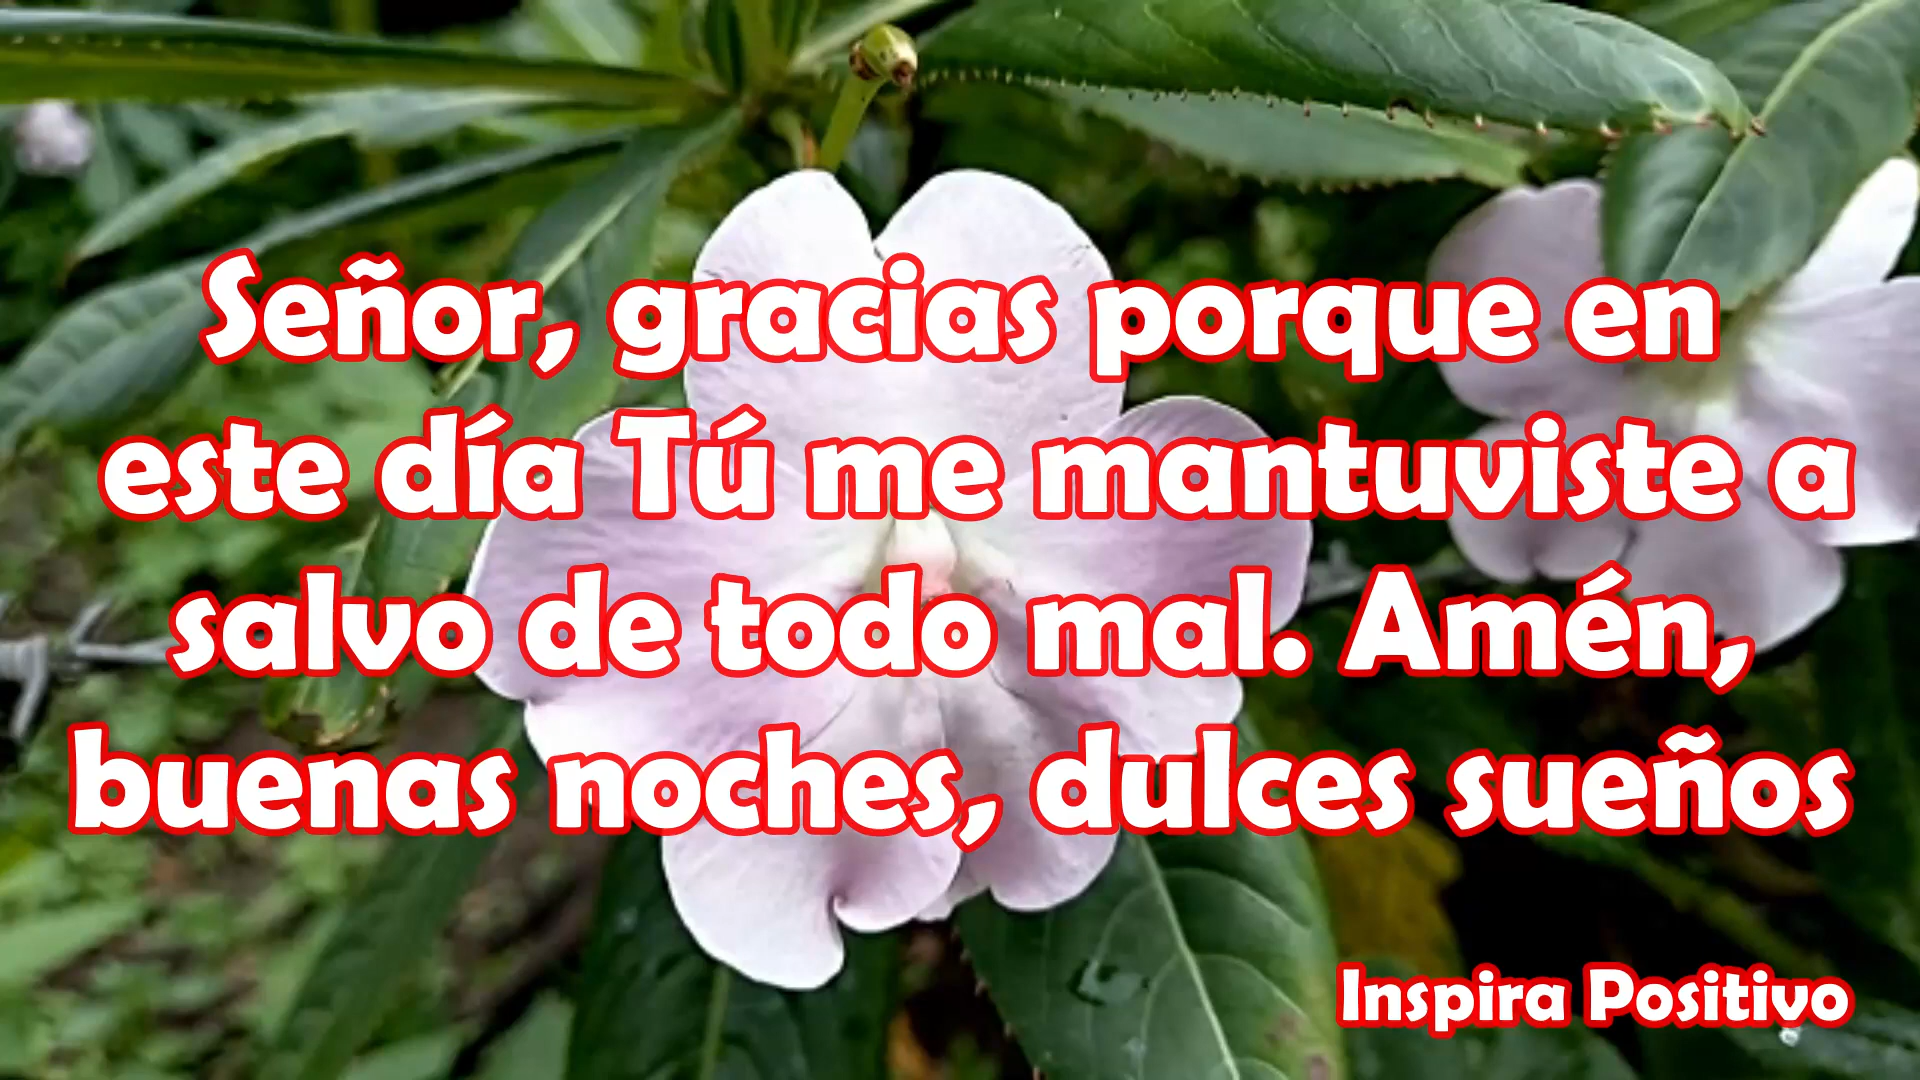 Señor, gracias porque en
este día Tú me mantuviste a
salvo de todo mal. Amén,
buenas noches, dulces sueños
Inspira Positivo